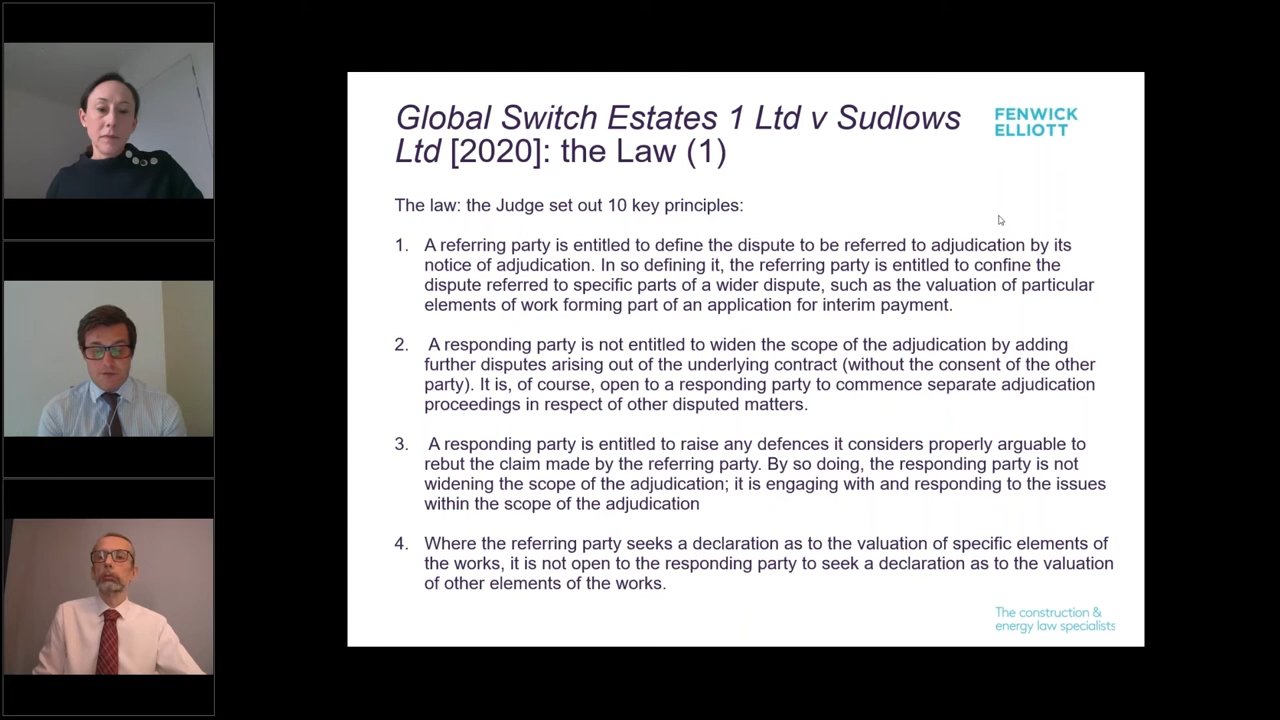 Global Switch Estates 1 Ltd v Sudlows
Ltd [2020]: the Law (1)
FENWICK
ELLIOTT
The law: the Judge set out 10 key principles:
1. A referring party is entitled to define the dispute to be referred to adjudication by its
notice of adjudication. In so defining it, the referring party is entitled to confine the
dispute referred to specific parts of a wider dispute, such as the valuation of particular
elements of work forming part of an application for interim payment.
2. A responding party is not entitled to widen the scope of the adjudication by adding
further disputes arising out of the underlying contract (without the consent of the other
party). It is, of course, open to a responding party to commence separate adjudication
proceedings in respect of other disputed matters.
3. A responding party is entitled to raise any defences it considers properly arguable to
rebut the claim made by the referring party. By so doing, the responding party is not
widening the scope of the adjudication; it is engaging with and responding to the issues
within the scope of the adjudication
4. Where the referring party seeks a declaration as to the valuation of specific elements of
the works, it is not open to the responding party to seek a declaration as to the valuation
of other elements of the works.
The construction &
energy law specialists